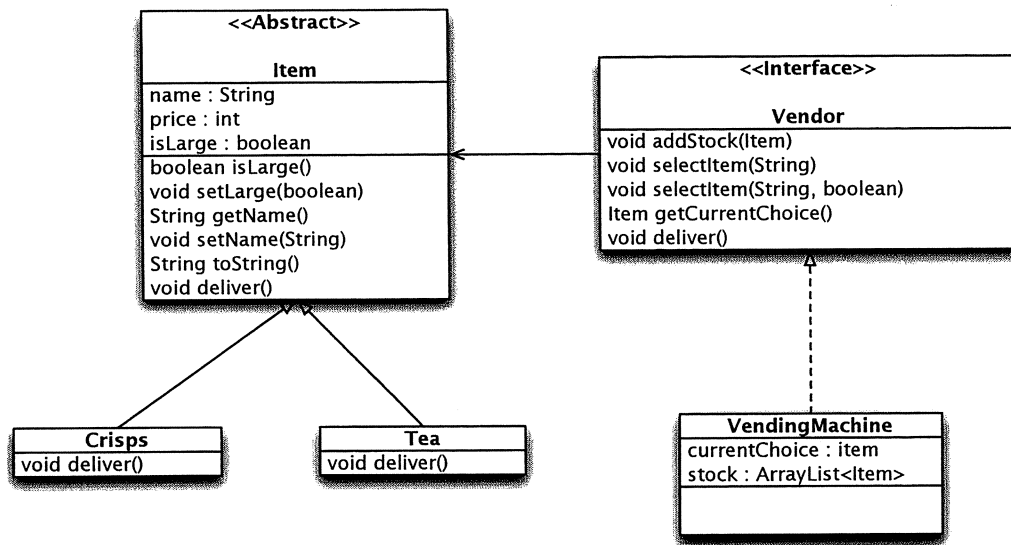 <<Abstract>>
Item
name : String
price : int
isLarge : boolean
boolean isLarge()
void setLarge(boolean)
String getName()
void setName(String)
String toString()
void deliver()
<<Interface>>
Vendor
void addStock(Item)
void selectItem(String)
void selectItem(String, boolean)
Item getCurrentChoice()
void deliver()
Crisps
void deliver()
Tea
void deliver()
VendingMachine
currentChoice : item
stock : ArrayList<Item>